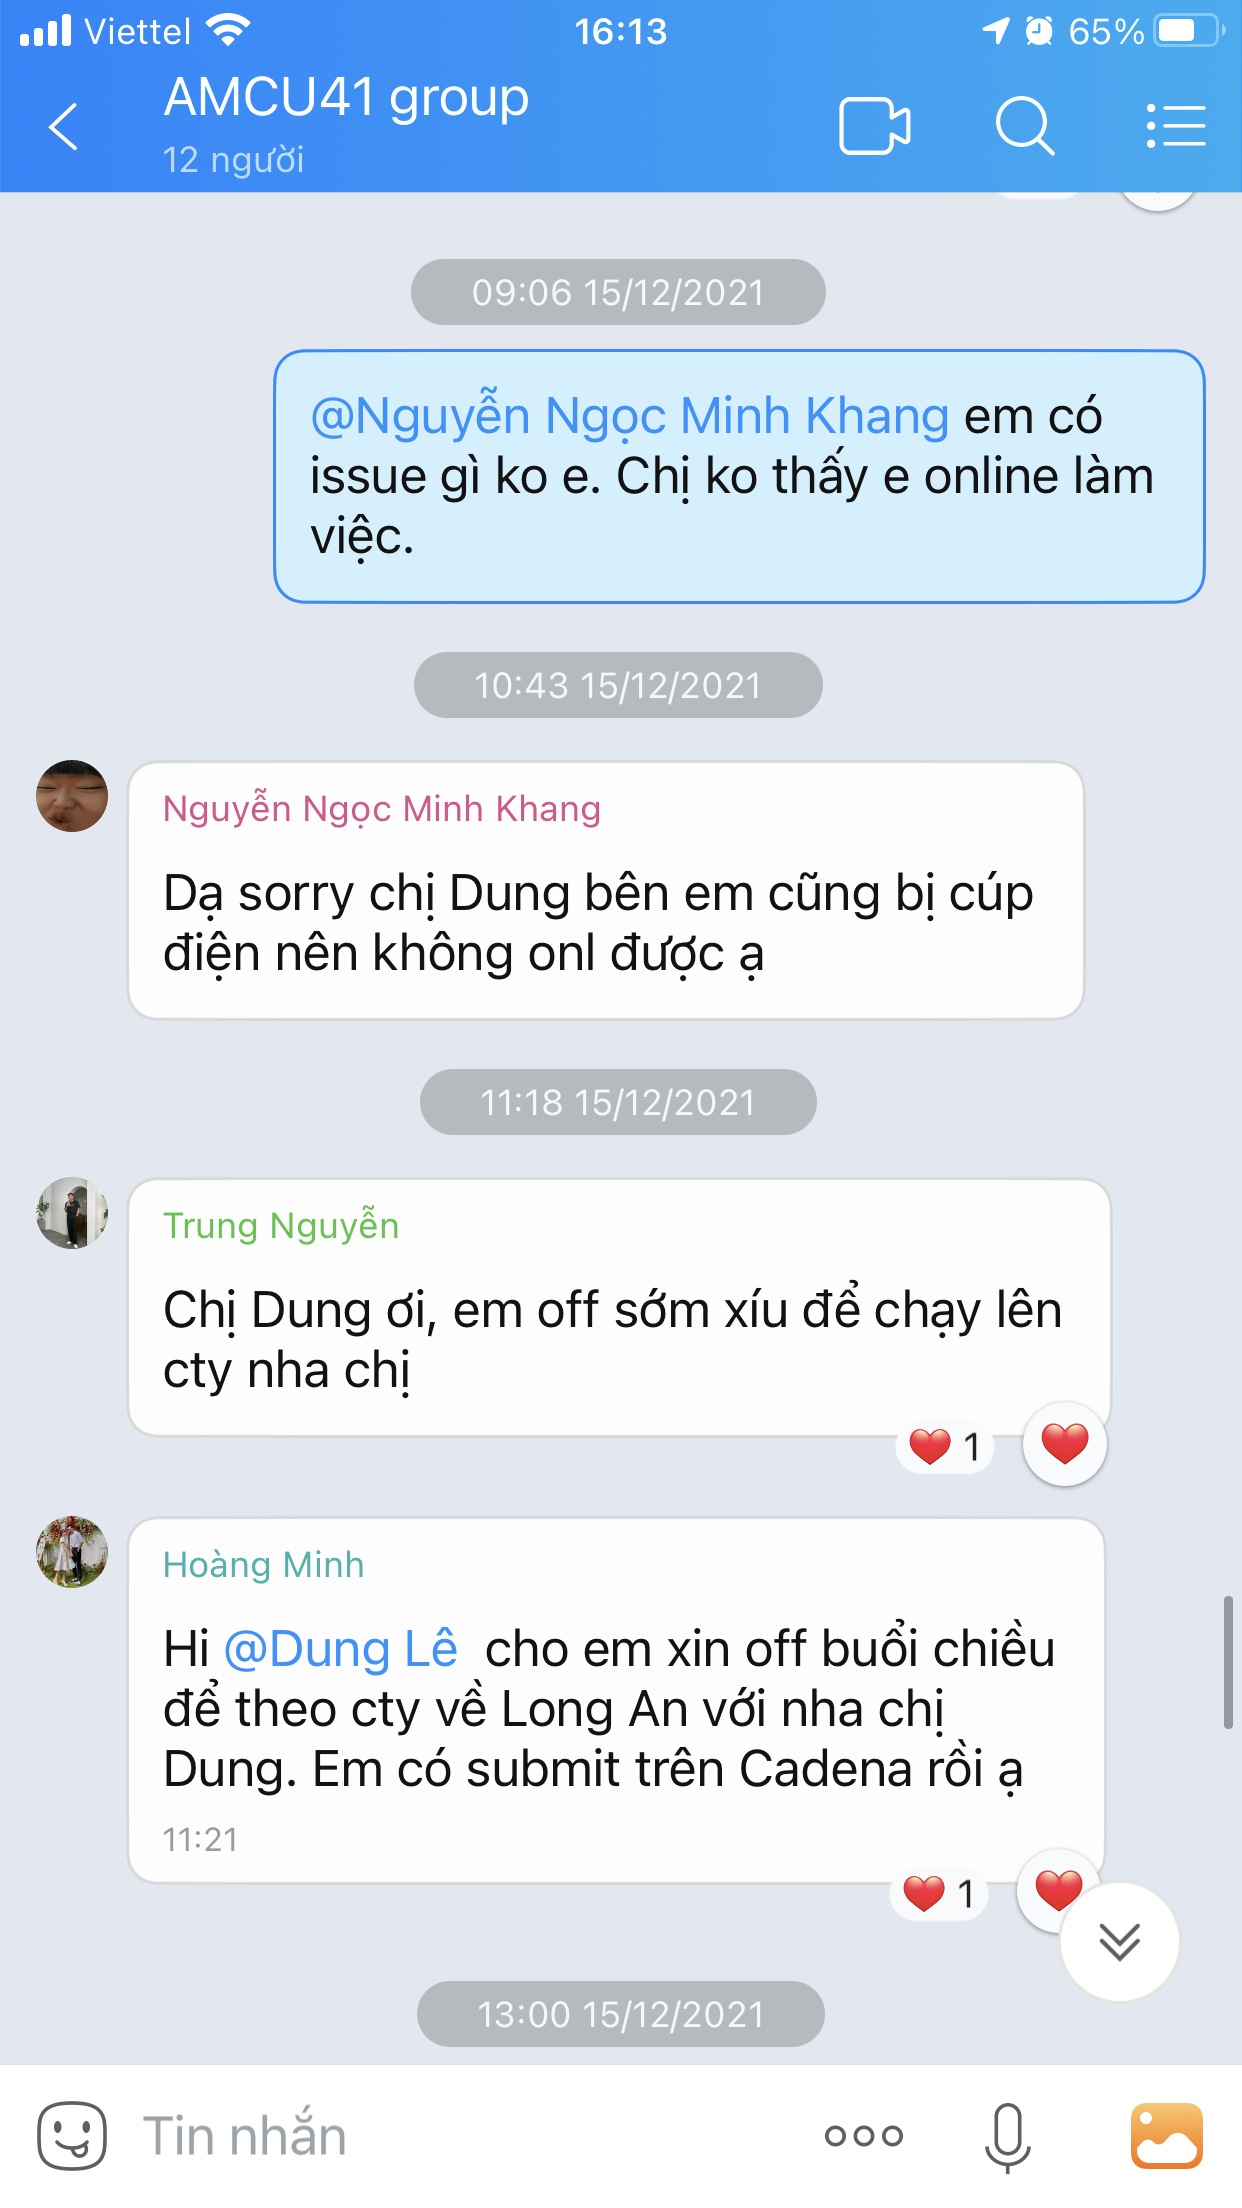 Viettel 16:13 65%
AMCU41 group
12 người
09:06 15/12/2021
@Nguyễn Ngọc Minh Khang em có
issue gì ko e. Chị ko thấy e online làm
việc.
10:43 15/12/2021
Nguyễn Ngọc Minh Khang
Dạ sorry chị Dung bên em cũng bị cúp
điện nên không onl được ạ
11:18 15/12/2021
Trung Nguyễn
Chị Dung ơi, em off sớm xíu để chạy lên
cty nha chị
1
Hoàng Minh
Hi @Dung Lê cho em xin off buổi chiều
để theo cty về Long An với nha chị
Dung. Em có submit trên Cadena rồi ạ
11:21
1
13:00 15/12/2021
Tin nhắn